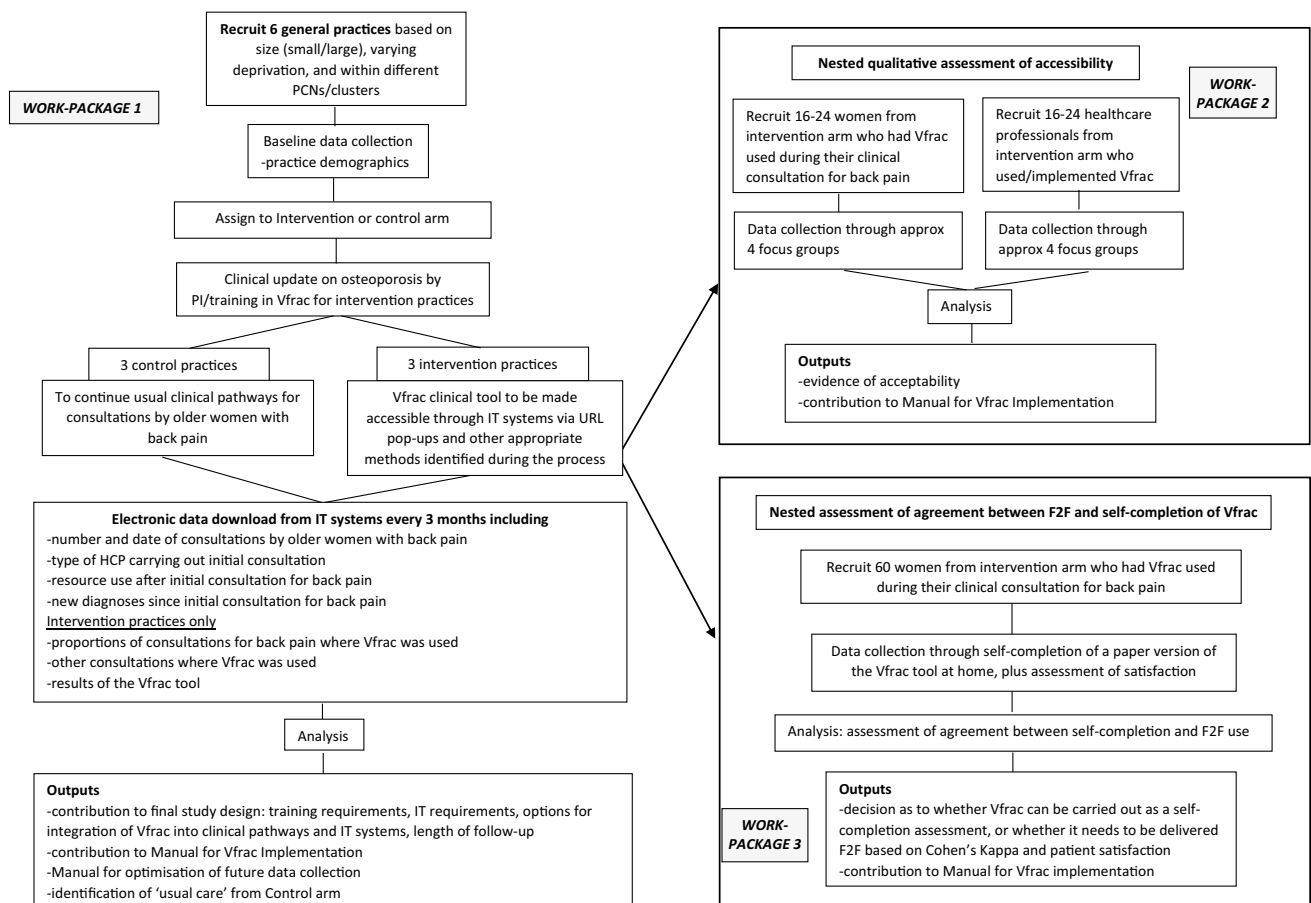 Recruit 6 general practices based on
size (small/large), varying
deprivation, and within different
PCNs/clusters
WORK-PACKAGE 1
Baseline data collection
-practice demographics
Assign to Intervention or control arm
Clinical update on osteoporosis by
PI/training in Vfrac for intervention practices
3 control practices
To continue usual clinical pathways for
consultations by older women with
back pain
3 intervention practices
Vfrac clinical tool to be made
accessible through IT systems via URL
pop-ups and other appropriate
methods identified during the process
Electronic data download from IT systems every 3 months including
-number and date of consultations by older women with back pain
-type of HCP carrying out initial consultation
-resource use after initial consultation for back pain
-new diagnoses since initial consultation for back pain
Intervention practices only
-proportions of consultations for back pain where Vfrac was used
-other consultations where Vfrac was used
-results of the Vfrac tool
Analysis
Outputs
-contribution to final study design: training requirements, IT requirements, options for
integration of Vfrac into clinical pathways and IT systems, length of follow-up
-contribution to Manual for Vfrac Implementation
-Manual for optimisation of future data collection
-identification of ‘usual care’ from Control arm
Nested qualitative assessment of accessibility
WORK-
PACKAGE 2
Recruit 16-24 women from
intervention arm who had Vfrac
used during their clinical
consultation for back pain
Recruit 16-24 healthcare
professionals from
intervention arm who
used/implemented Vfrac
Data collection through approx
4 focus groups
Data collection through
approx 4 focus groups
Analysis
Outputs
-evidence of acceptability
-contribution to Manual for Vfrac Implementation
Nested assessment of agreement between F2F and self-completion of Vfrac
Recruit 60 women from intervention arm who had Vfrac used
during their clinical consultation for back pain
Data collection through self-completion of a paper version of
the Vfrac tool at home, plus assessment of satisfaction
Analysis: assessment of agreement between self-completion and F2F use
WORK-
PACKAGE 3
Outputs
-decision as to whether Vfrac can be carried out as a self-
completion assessment, or whether it needs to be delivered
F2F based on Cohen’s Kappa and patient satisfaction
-contribution to Manual for Vfrac implementation